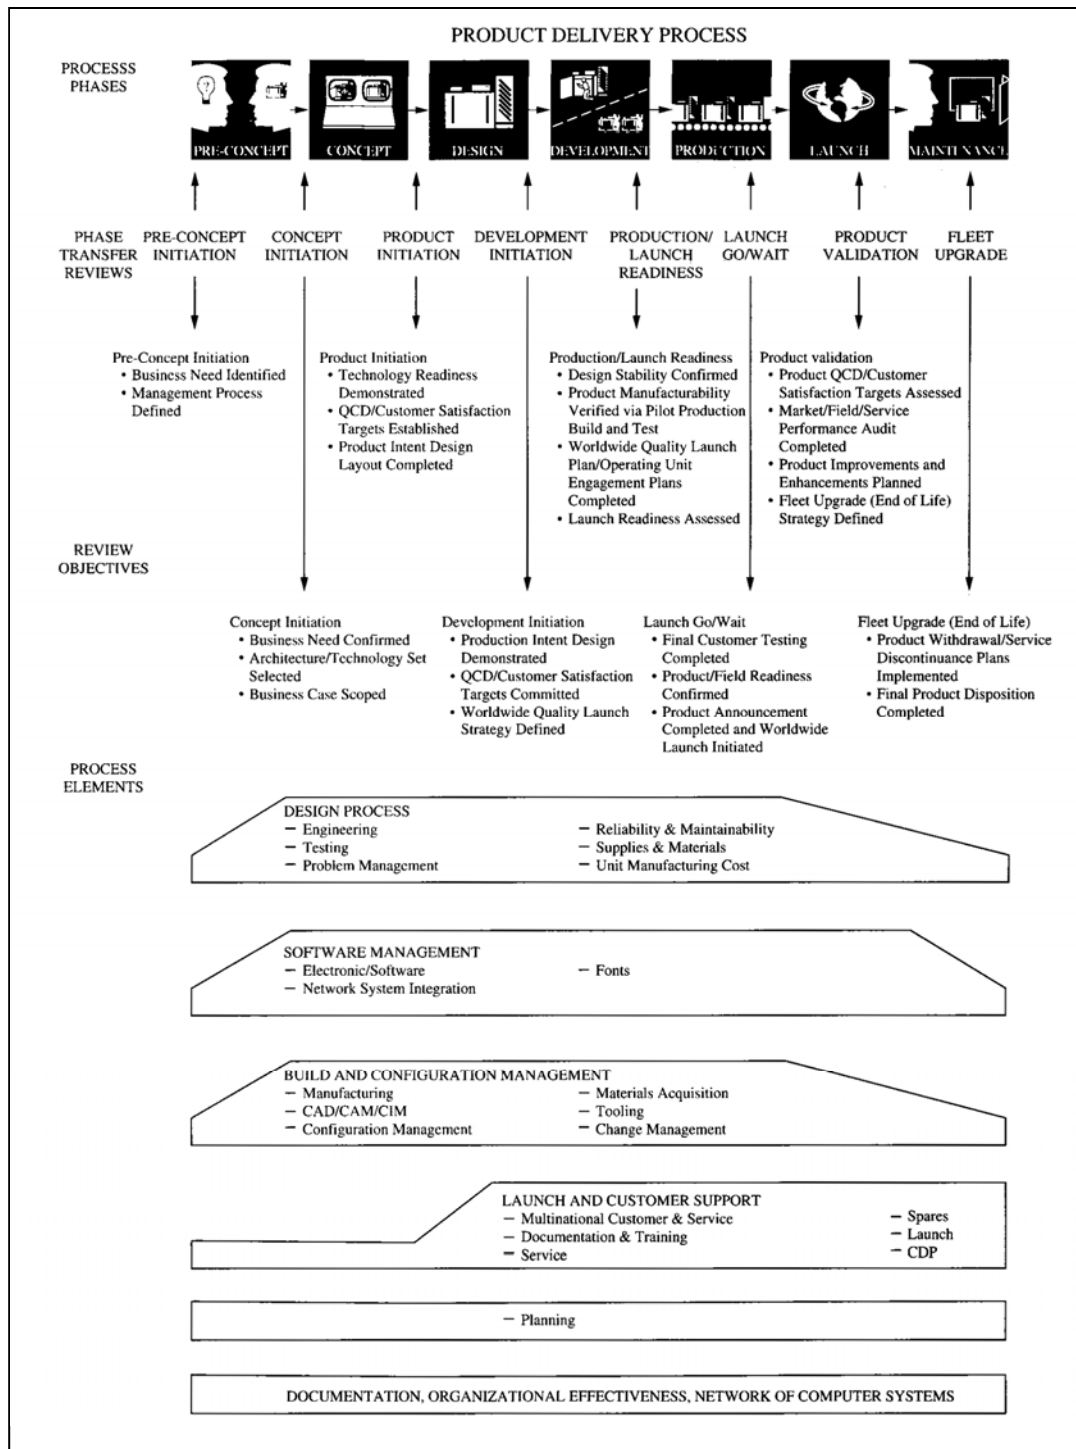 PRODUCT DELIVERY PROCESS
PROCESSS
PHASES
PRE-CONCEPT
CONCEPT
DESIGN
DEVELOPMENT
PRODUCTION
LAUNCH
MAINTENANCE
PHASE
TRANSFER
REVIEWS
PRE-CONCEPT
INITIATION
CONCEPT
INITIATION
PRODUCT
INITIATION
DEVELOPMENT
INITIATION
PRODUCTION/
LAUNCH
READINESS
LAUNCH
GO/WAIT
PRODUCT
VALIDATION
FLEET
UPGRADE
Pre-Concept Initiation
• Business Need Identified
• Management Process
Defined
Product Initiation
• Technology Readiness
Demonstrated
• QCD/Customer Satisfaction
Targets Established
• Product Intent Design
Layout Completed
Production/Launch Readiness
• Design Stability Confirmed
• Product Manufacturability
Verified via Pilot Production
Build and Test
• Worldwide Quality Launch
Plan/Operating Unit
Engagement Plans
Completed
• Launch Readiness Assessed
Product validation
• Product QCD/Customer
Satisfaction Targets Assessed
• Market/Field/Service
Performance Audit
Completed
• Product Improvements and
Enhancements Planned
• Fleet Upgrade (End of Life)
Strategy Defined
REVIEW
OBJECTIVES
Concept Initiation
• Business Need Confirmed
• Architecture/Technology Set
Selected
• Business Case Scoped
Development Initiation
• Production Intent Design
Demonstrated
• QCD/Customer Satisfaction
Targets Committed
• Worldwide Quality Launch
Strategy Defined
Launch Go/Wait
• Final Customer Testing
Completed
• Product/Field Readiness
Confirmed
• Product Announcement
Completed and Worldwide
Launch Initiated
Fleet Upgrade (End of Life)
• Product Withdrawal/Service
Discontinuance Plans
Implemented
• Final Product Disposition
Completed
PROCESS
ELEMENTS
DESIGN PROCESS
– Engineering
– Testing
– Problem Management
– Reliability & Maintainability
– Supplies & Materials
– Unit Manufacturing Cost
SOFTWARE MANAGEMENT
– Electronic/Software
– Network System Integration
– Fonts
BUILD AND CONFIGURATION MANAGEMENT
– Manufacturing
– CAD/CAM/CIM
– Configuration Management
– Materials Acquisition
– Tooling
– Change Management
LAUNCH AND CUSTOMER SUPPORT
– Multinational Customer & Service
– Documentation & Training
– Service
– Spares
– Launch
– CDP
– Planning
DOCUMENTATION, ORGANIZATIONAL EFFECTIVENESS, NETWORK OF COMPUTER SYSTEMS